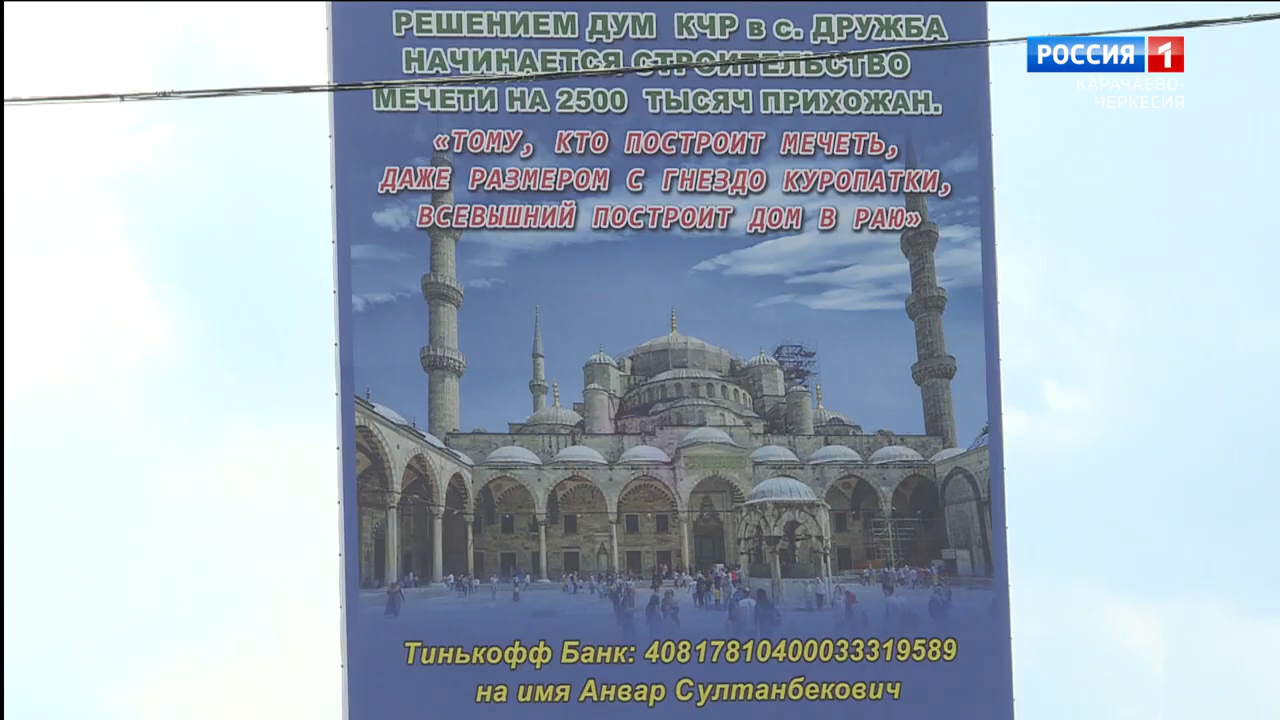 РЕШЕНИЕМ ДУМ КЧР в с. ДРУЖБА
НАЧИНАЕТСЯ СТРОИТЕЛЬСТВО
МЕЧЕТИ НА 2500 ТЫСЯЧ ПРИХОЖАН.
«ТОМУ, КТО ПОСТРОИТ МЕЧЕТЬ,
ДАЖЕ РАЗМЕРОМ С ГНЕЗДО КУРОПАТКИ,
ВСЕВЫШНИЙ ПОСТРОИТ ДОМ В РАЮ»
Тинькофф Банк: 40817810400033319589
на имя Анвар Султанбекович
РОССИЯ 1
КАРАЧАЕВО-
ЧЕРКЕСИЯ